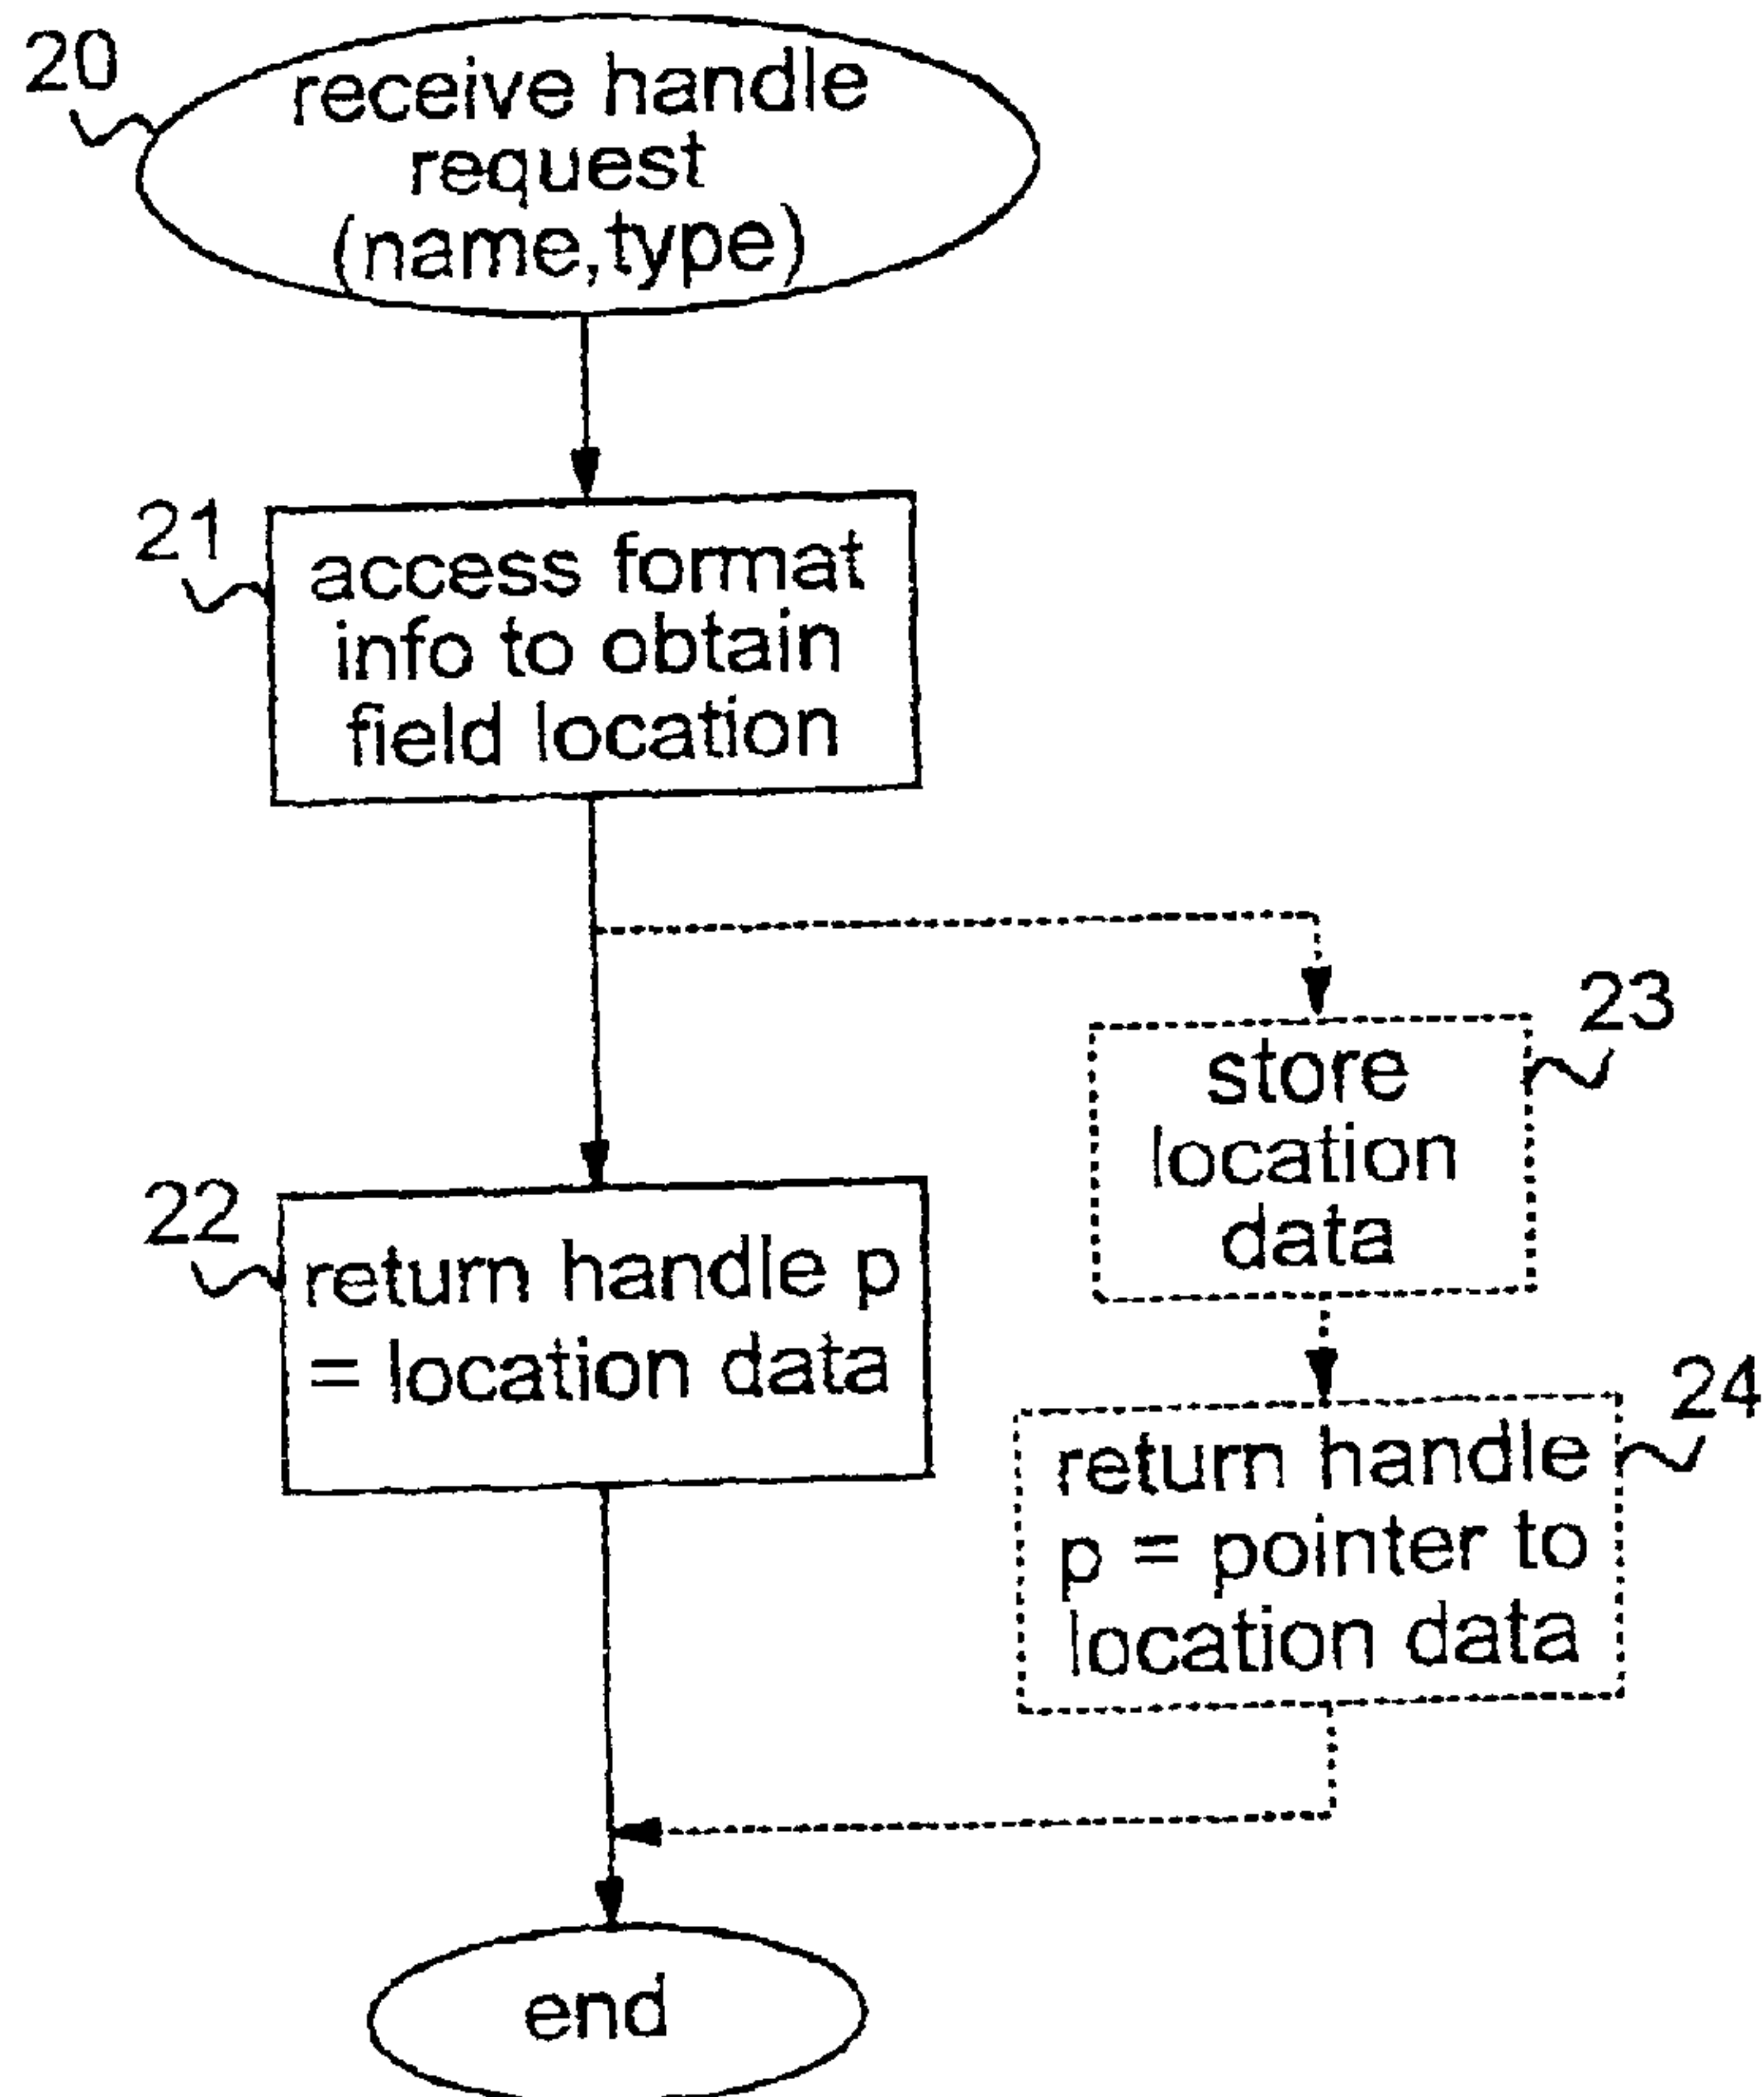 20
receive handle
request
(name,type)
21
access format
info to obtain
field location
23
store
location
data
22
return handle p
= location data
24
return handle
p = pointer to
location data
end